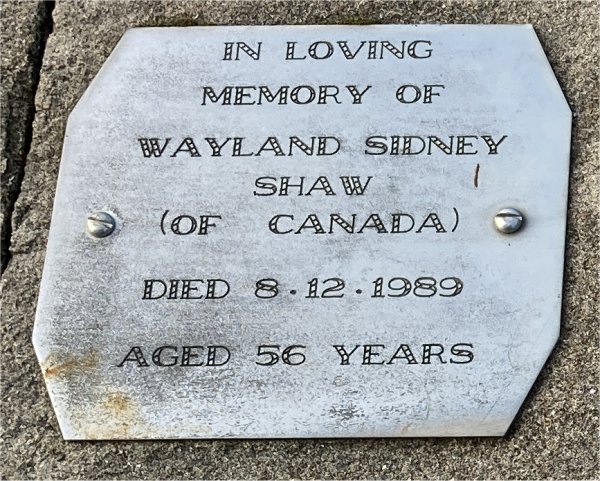 IN LOVING
MEMORY OF
WAYLAND SIDNEY
SHAW
(OF CANADA)
DIED 8.12.1989
AGED 56 YEARS